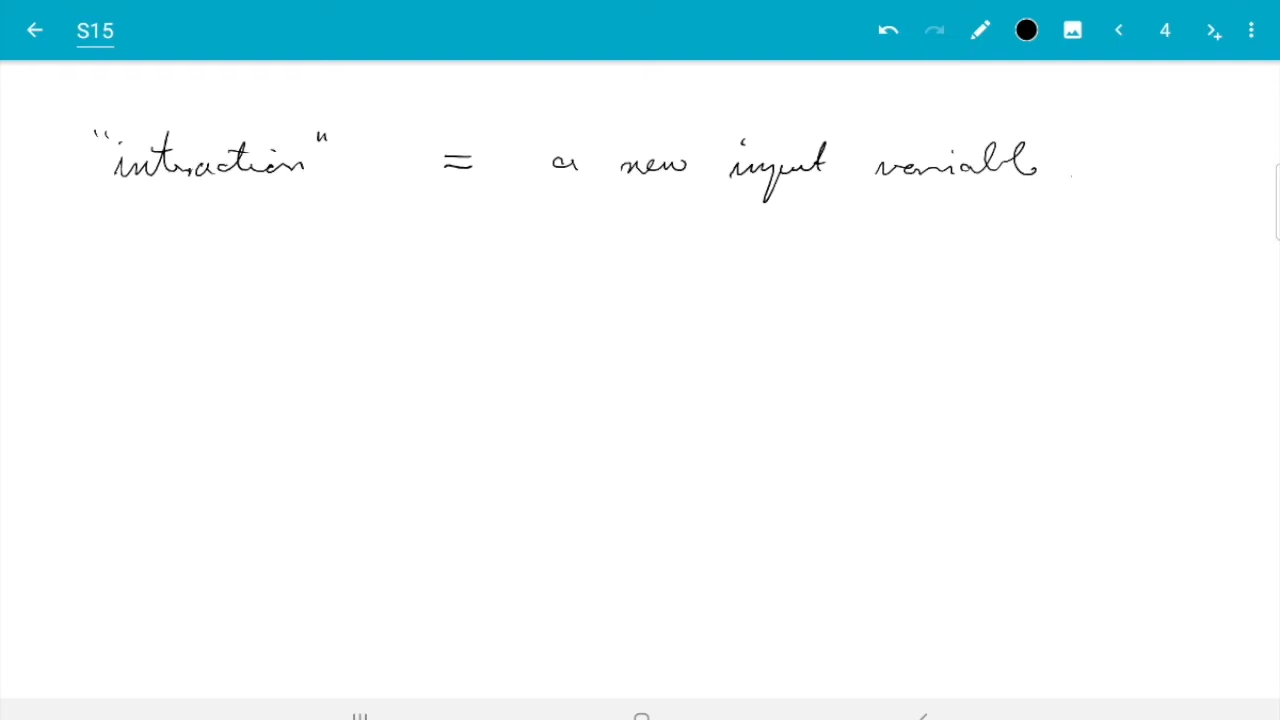 S15
4
"interaction" = a new input variable